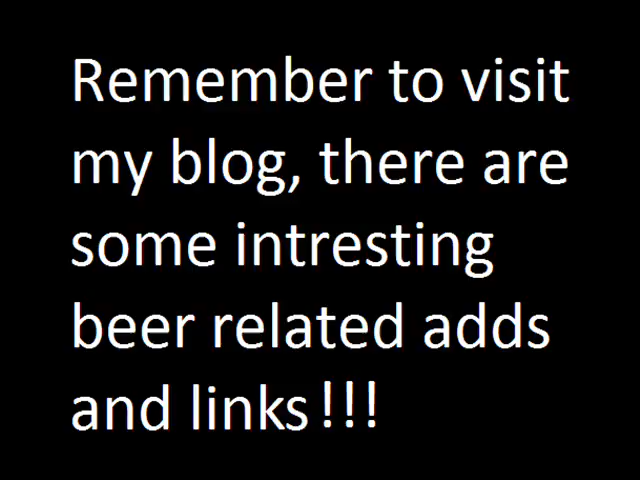 Remember to visit
my blog, there are
some intresting
beer related adds
and links!!!